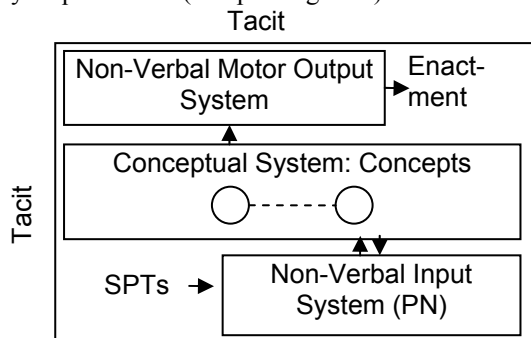 Tacit
Non-Verbal Motor Output
System
Enact-
ment
Conceptual System: Concepts
Tacit
SPTs
Non-Verbal Input
System (PN)